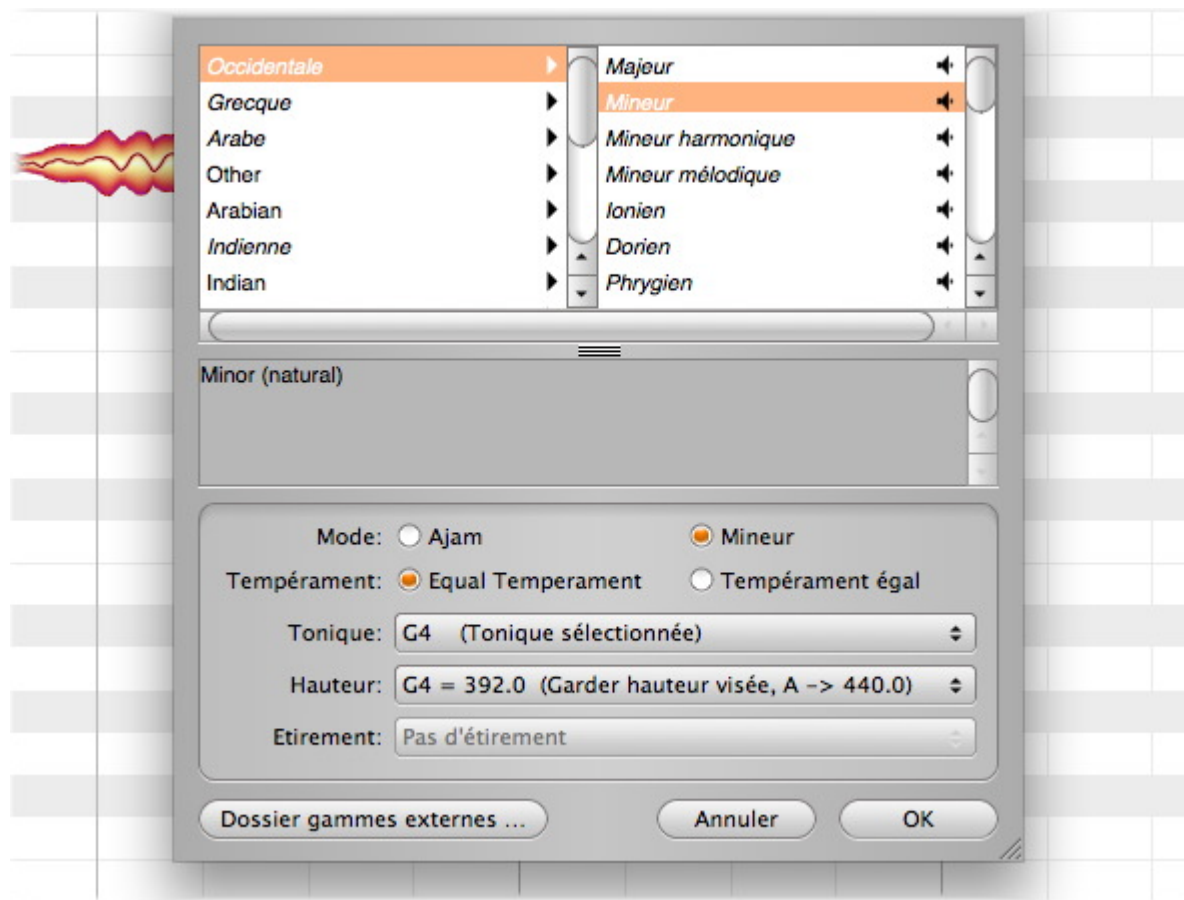 Occidentale
Grecque
Arabe
Other
Arabian
Indienne
Indian
Majeur
Mineur
Mineur harmonique
Mineur mélodique
Ionien
Dorien
Phrygien
Minor (natural)
Mode: Ajam Mineur
Tempérament: Equal Temperament Tempérament égal
Tonique: G4 (Tonique sélectionnée)
Hauteur: G4 = 392.0 (Garder hauteur visée, A -> 440.0)
Etirement: Pas d'étirement
Dossier gammes externes ... Annuler OK